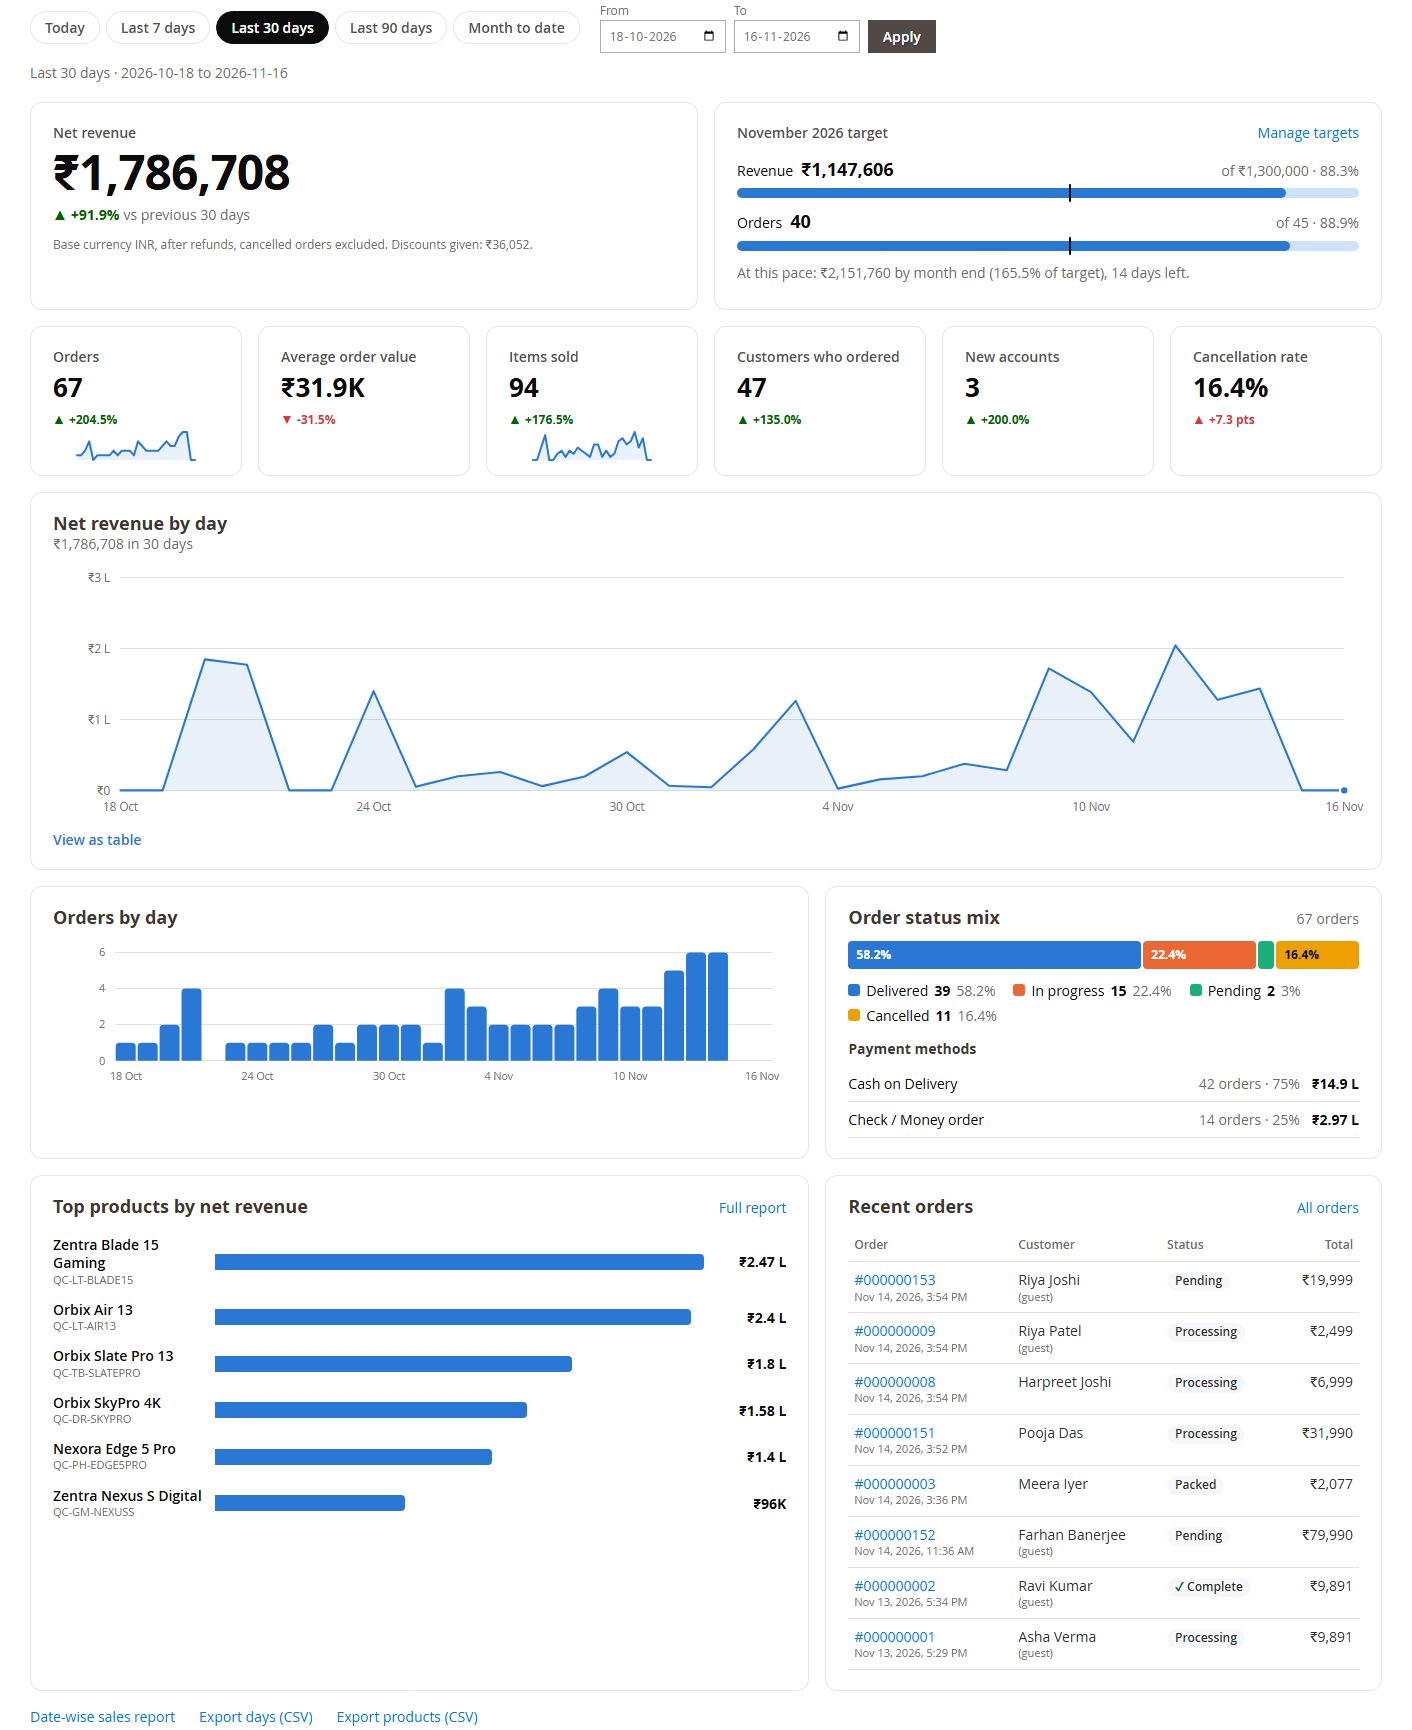 Today
Last 7 days
Last 30 days
Last 90 days
Month to date
From
18-10-2026
To
16-11-2026
Apply
Last 30 days · 2026-10-18 to 2026-11-16
Net revenue
₹1,786,708
▲ +91.9% vs previous 30 days
Base currency INR, after refunds, cancelled orders excluded. Discounts given: ₹36,052.
November 2026 target
Manage targets
Revenue ₹1,147,606
of ₹1,300,000 · 88.3%
Orders 40
of 45 · 88.9%
At this pace: ₹2,151,760 by month end (165.5% of target), 14 days left.
Orders
67
▲ +204.5%
Average order value
₹31.9K
▼ -31.5%
Items sold
94
▲ +176.5%
Customers who ordered
47
▲ +135.0%
New accounts
3
▲ +200.0%
Cancellation rate
16.4%
▲ +7.3 pts
Net revenue by day
₹1,786,708 in 30 days
₹3 L
₹2 L
₹1 L
₹0
18 Oct
24 Oct
30 Oct
4 Nov
10 Nov
16 Nov
View as table
Orders by day
6
4
2
0
18 Oct
24 Oct
30 Oct
4 Nov
10 Nov
16 Nov
Order status mix
67 orders
58.2%
22.4%
16.4%
Delivered 39 58.2%
In progress 15 22.4%
Pending 2 3%
Cancelled 11 16.4%
Payment methods
Cash on Delivery
42 orders · 75% ₹14.9 L
Check / Money order
14 orders · 25% ₹2.97 L
Top products by net revenue
Full report
Zentra Blade 15
Gaming
QC-LT-BLADE15
₹2.47 L
Orbix Air 13
QC-LT-AIR13
₹2.4 L
Orbix Slate Pro 13
QC-TB-SLATEPRO
₹1.8 L
Orbix SkyPro 4K
QC-DR-SKYPRO
₹1.58 L
Nexora Edge 5 Pro
QC-PH-EDGE5PRO
₹1.4 L
Zentra Nexus S Digital
QC-GM-NEXUSS
₹96K
Recent orders
All orders
Order
Customer
Status
Total
#000000153
Nov 14, 2026, 3:54 PM
Riya Joshi
(guest)
Pending
₹19,999
#000000009
Nov 14, 2026, 3:54 PM
Riya Patel
(guest)
Processing
₹2,499
#000000008
Nov 14, 2026, 3:54 PM
Harpreet Joshi
Processing
₹6,999
#000000151
Nov 14, 2026, 3:52 PM
Pooja Das
Processing
₹31,990
#000000003
Nov 14, 2026, 3:36 PM
Meera Iyer
Packed
₹2,077
#000000152
Nov 14, 2026, 11:36 AM
Farhan Banerjee
(guest)
Pending
₹79,990
#000000002
Nov 13, 2026, 5:34 PM
Ravi Kumar
(guest)
✓ Complete
₹9,891
#000000001
Nov 13, 2026, 5:29 PM
Asha Verma
(guest)
Processing
₹9,891
Date-wise sales report
Export days (CSV)
Export products (CSV)